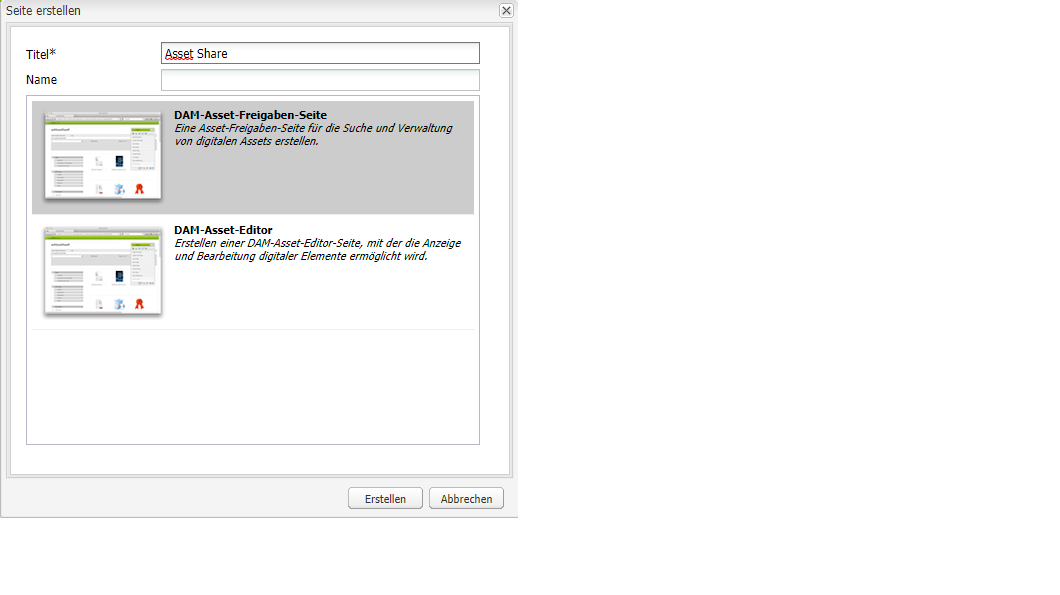 Seite erstellen
Titel*
Asset Share
Name
DAM-Asset-Freigaben-Seite
Eine Asset-Freigaben-Seite für die Suche und Verwaltung
von digitalen Assets erstellen.
DAM-Asset-Editor
Erstellen einer DAM-Asset-Editor-Seite, mit der die Anzeige
und Bearbeitung digitaler Elemente ermöglicht wird.
Erstellen
Abbrechen